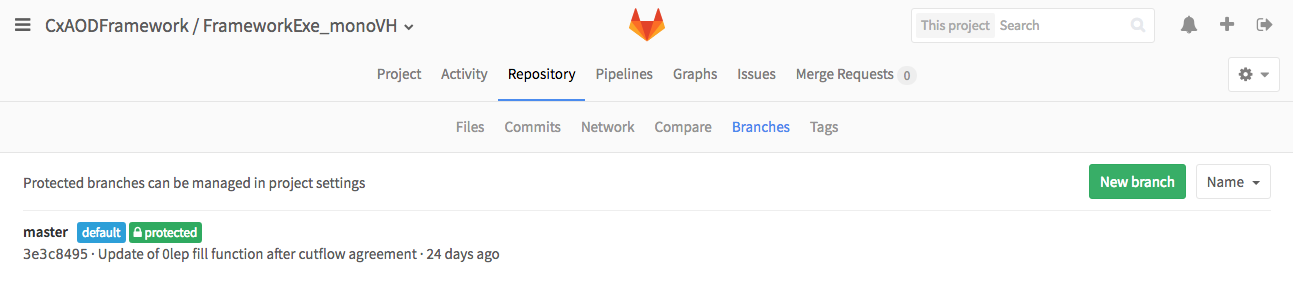 CxAODFramework / FrameworkExe_monoVH
This project Search
Project Activity Repository Pipelines Graphs Issues Merge Requests 0
Files Commits Network Compare Branches Tags
Protected branches can be managed in project settings
New branch Name
master default protected
3e3c8495 · Update of 0lep fill function after cutflow agreement · 24 days ago